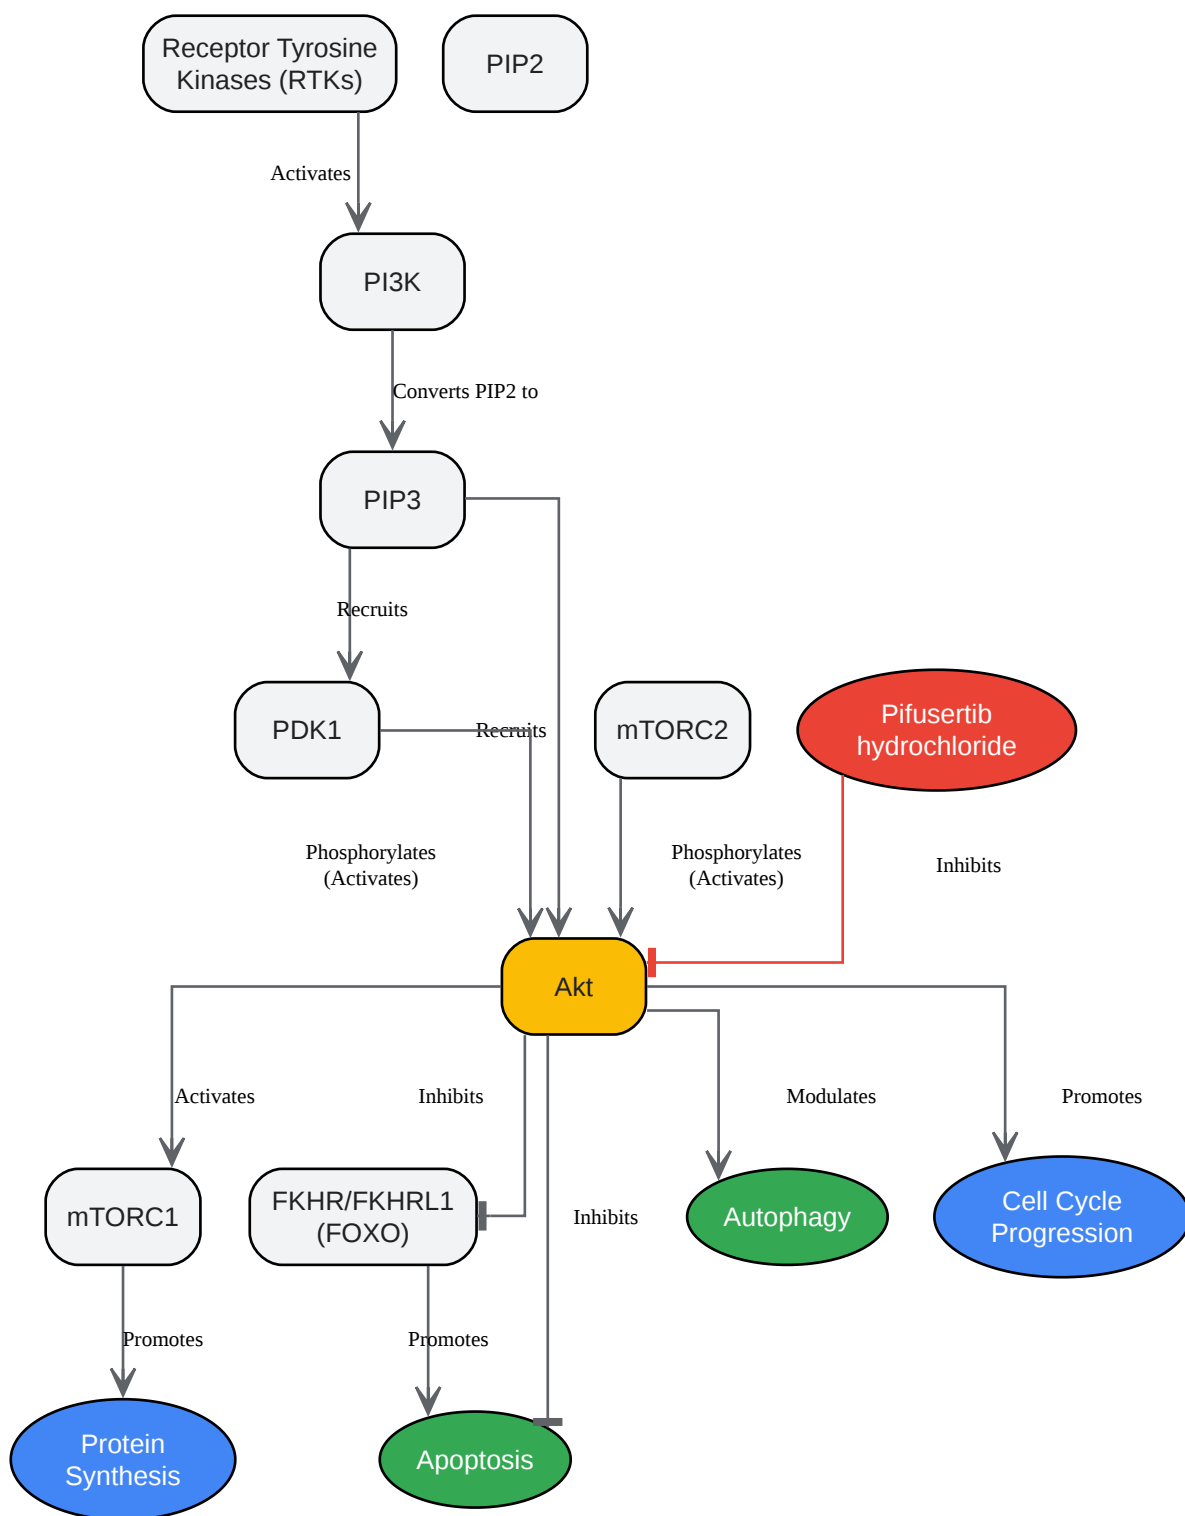 Receptor Tyrosine
Kinases (RTKs)
PIP2
Activates
PI3K
Converts PIP2 to
PIP3
Recruits
PDK1
Recruits
mTORC2
Pifusertib
hydrochloride
Phosphorylates
(Activates)
Phosphorylates
(Activates)
Inhibits
Akt
Activates
Inhibits
Modulates
Promotes
mTORC1
FKHR/FKHRL1
(FOXO)
Inhibits
Autophagy
Cell Cycle
Progression
Promotes
Promotes
Protein
Synthesis
Apoptosis